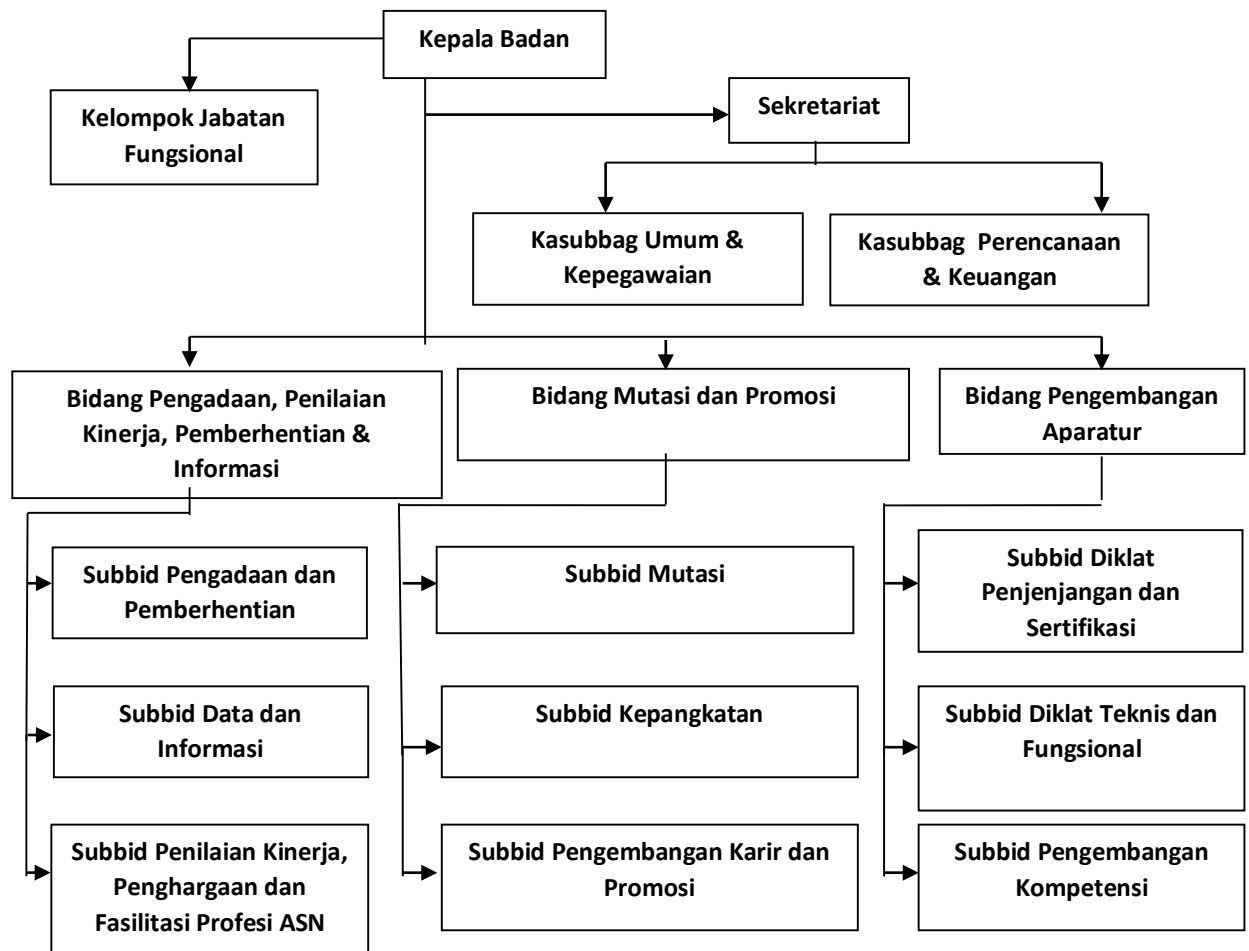 Kepala Badan
Kelompok Jabatan
Fungsional
Sekretariat
Kasubbag Umum &
Kepegawaian
Kasubbag Perencanaan
& Keuangan
Bidang Pengadaan, Penilaian
Kinerja, Pemberhentian &
Informasi
Bidang Mutasi dan Promosi
Bidang Pengembangan
Aparatur
Subbid Pengadaan dan
Pemberhentian
Subbid Mutasi
Subbid Diklat
Penjenjangan dan
Sertifikasi
Subbid Data dan
Informasi
Subbid Kepangkatan
Subbid Diklat Teknis dan
Fungsional
Subbid Penilaian Kinerja,
Penghargaan dan
Fasilitasi Profesi ASN
Subbid Pengembangan Karir dan
Promosi
Subbid Pengembangan
Kompetensi